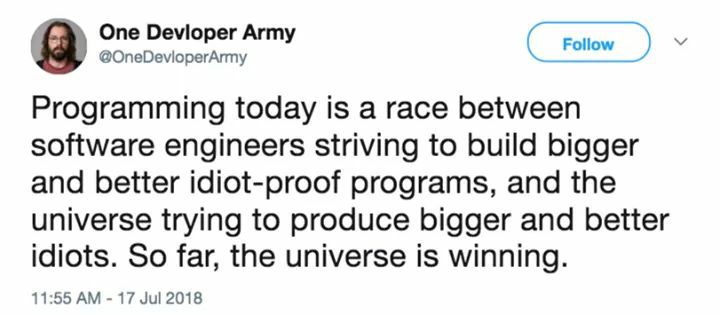 One Devloper Army
@OneDevloperArmy
Follow
Programming today is a race between
software engineers striving to build bigger
and better idiot-proof programs, and the
universe trying to produce bigger and better
idiots. So far, the universe is winning.
11:55 AM - 17 Jul 2018